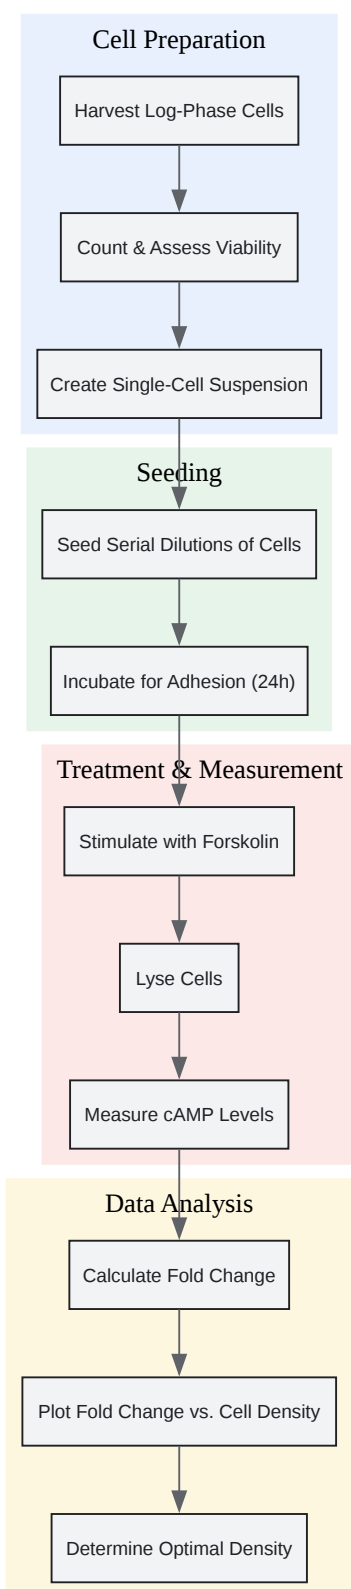 Cell Preparation
Harvest Log-Phase Cells
Count & Assess Viability
Create Single-Cell Suspension
Seeding
Seed Serial Dilutions of Cells
Incubate for Adhesion (24h)
Treatment & Measurement
Stimulate with Forskolin
Lyse Cells
Measure cAMP Levels
Data Analysis
Calculate Fold Change
Plot Fold Change vs. Cell Density
Determine Optimal Density